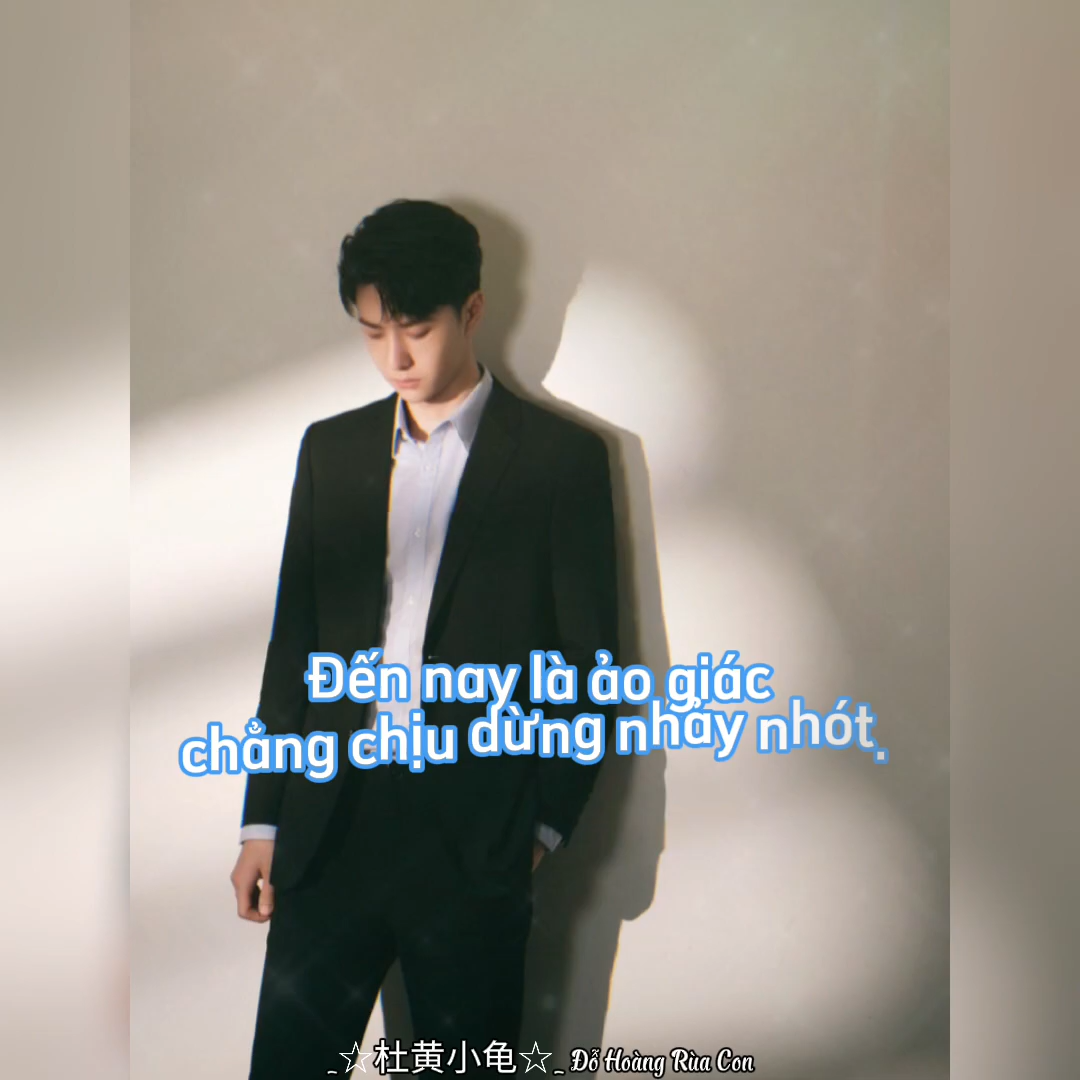 Đến nay là ảo giác
chẳng chịu dừng nhảy nhót.
_☆杜黄小龟☆_ Đỗ Hoàng Rùa Con